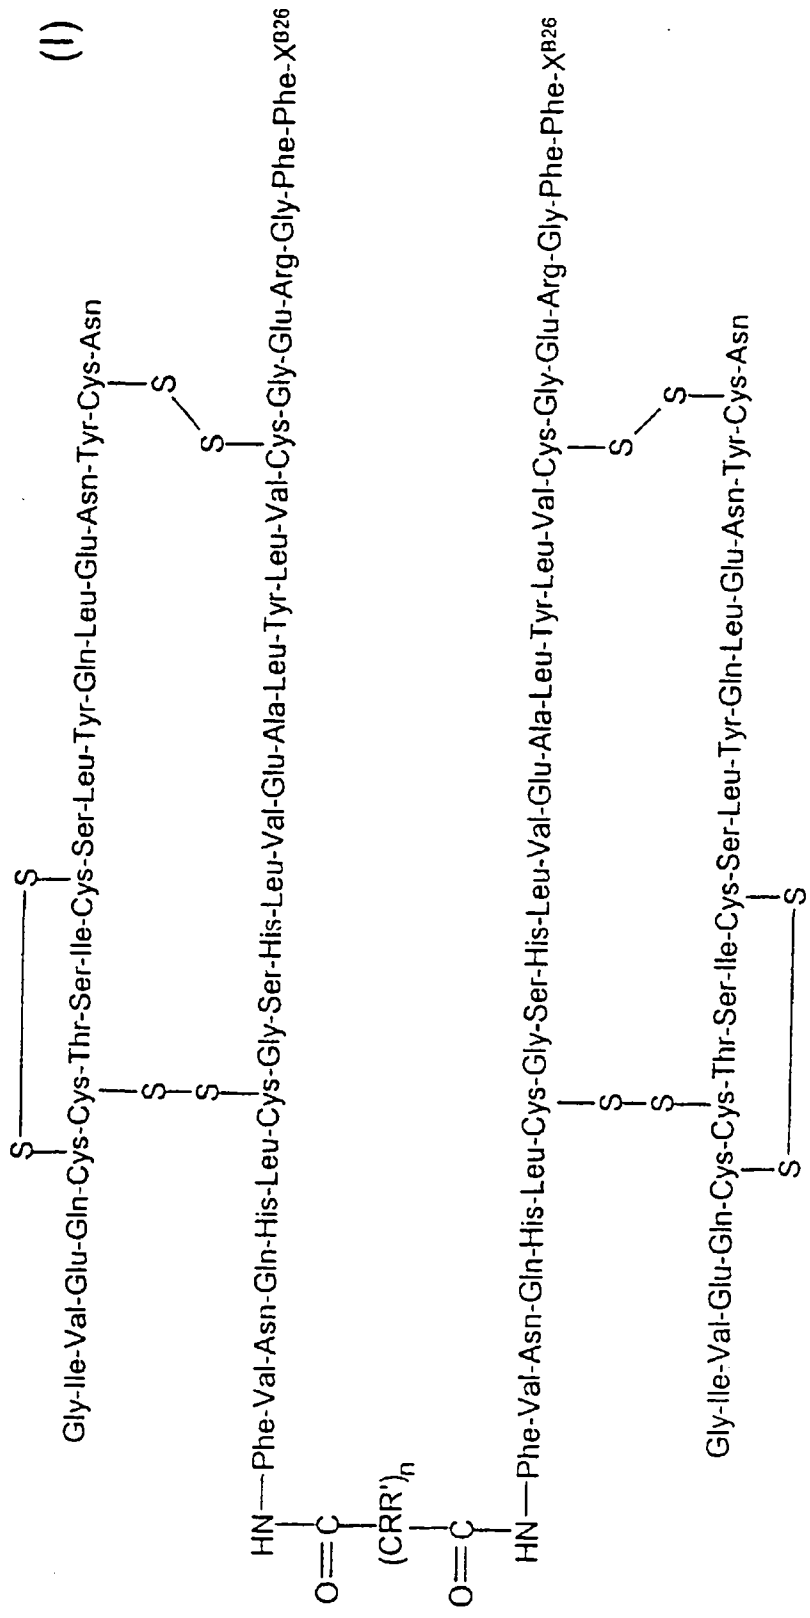 (I)
S S
Gly-Ile-Val-Glu-Gln-Cys-Cys-Thr-Ser-Ile-Cys-Ser-Leu-Tyr-Gln-Leu-Glu-Asn-Tyr-Cys-Asn
S
S
S
S
HN—Phe-Val-Asn-Gln-His-Leu-Cys-Gly-Ser-His-Leu-Val-Glu-Ala-Leu-Tyr-Leu-Val-Cys-Gly-Glu-Arg-Gly-Phe-Phe-X^B26
O=C
(CRR')n
O=C
HN—Phe-Val-Asn-Gln-His-Leu-Cys-Gly-Ser-His-Leu-Val-Glu-Ala-Leu-Tyr-Leu-Val-Cys-Gly-Glu-Arg-Gly-Phe-Phe-X^B26
S
S
S
S
Gly-Ile-Val-Glu-Gln-Cys-Cys-Thr-Ser-Ile-Cys-Ser-Leu-Tyr-Gln-Leu-Glu-Asn-Tyr-Cys-Asn
S S